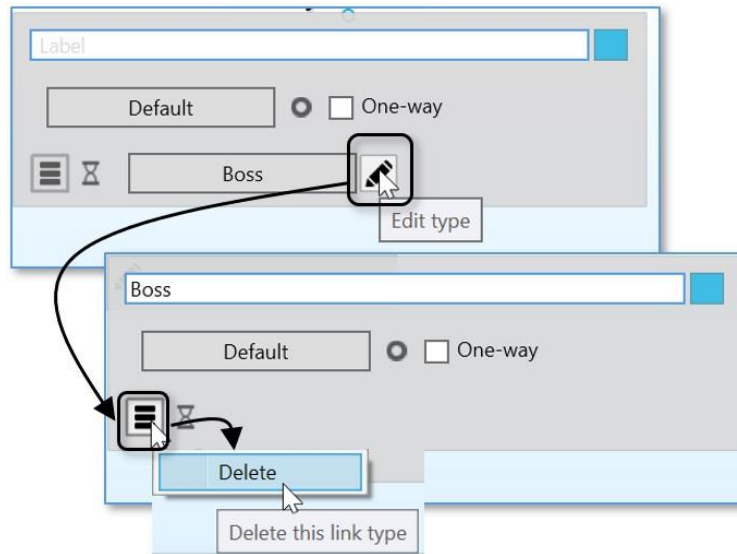 Label
Default
One-way
Boss
Edit type
Boss
Default
One-way
Delete
Delete this link type